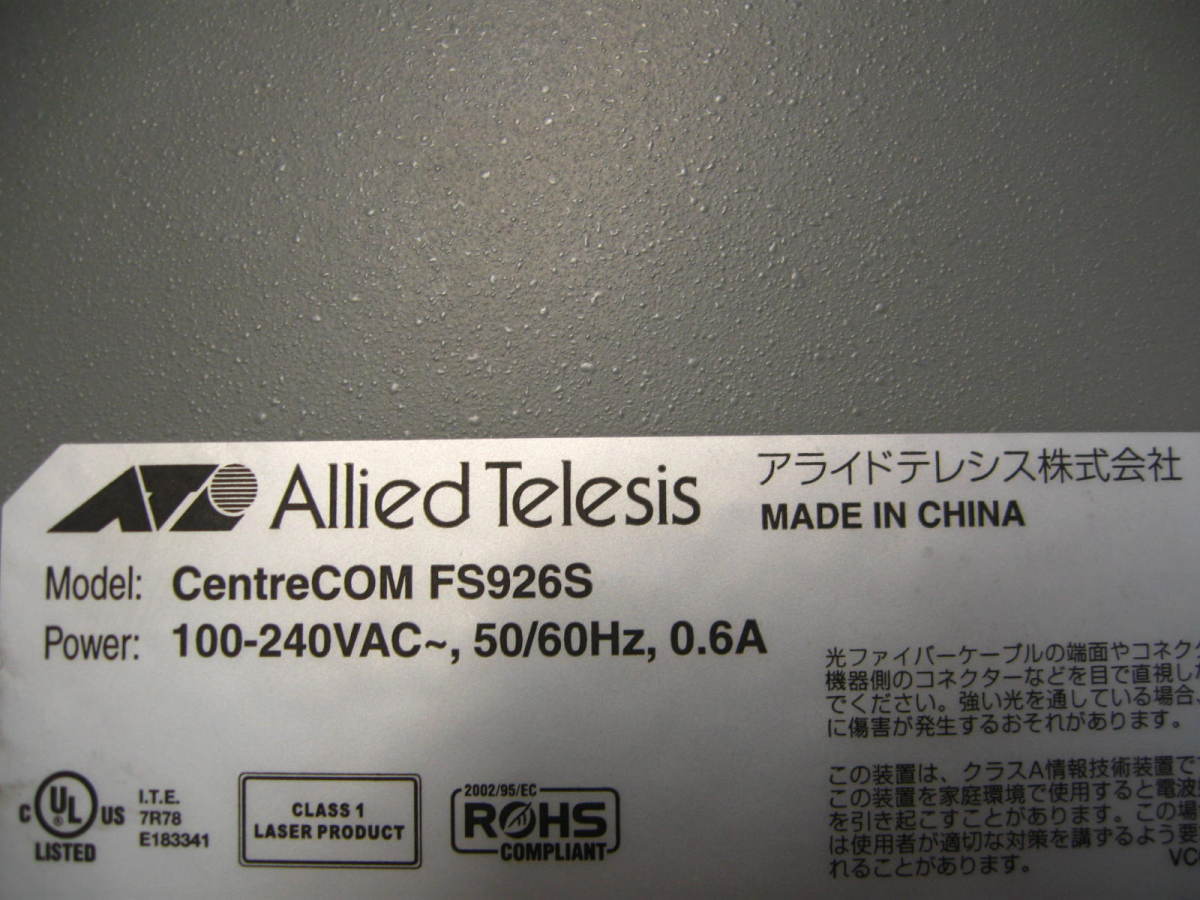 Allied Telesis
アライドテレシス株式会社
MADE IN CHINA
Model: CentreCOM FS926S
Power: 100-240VAC~, 50/60Hz, 0.6A
光ファイバーケーブルの端面やコネク
機器側のコネクターなどを目で直視し
でください。強い光を通している場合、
に傷害が発生するおそれがあります。
この装置は、クラスA情報技術装置で
この装置を家庭環境で使用すると電波
を引き起こすことがあります。この場
は使用者が適切な対策を講ずるよう要
れることがあります。
VC
C UL US
LISTED
I.T.E.
7R78
E183341
CLASS 1
LASER PRODUCT
2002/95/EC
ROHS
COMPLIANT